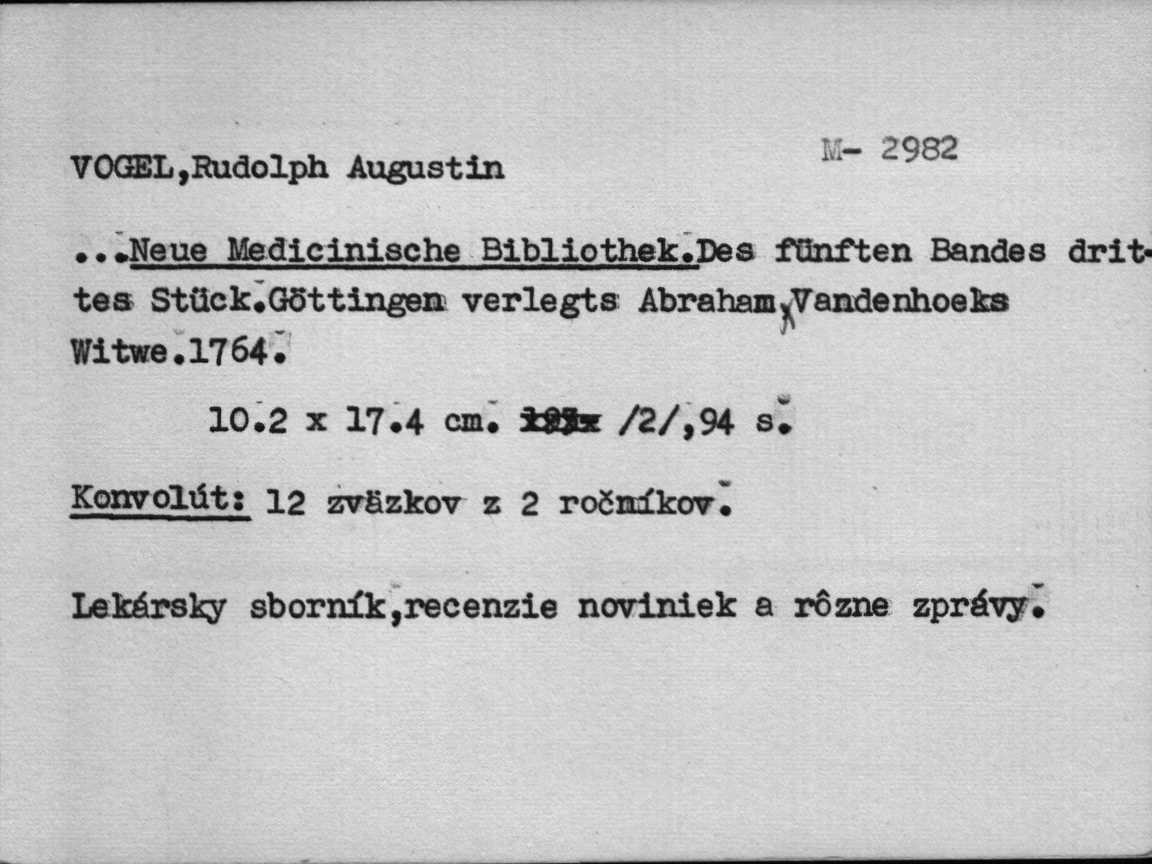 M- 2982
VOGEL,Rudolph Augustin
...Neue Medicinische Bibliothek.Des fünften Bandes drit-
tes Stück.Göttingen verlegts Abraham,Vandenhoeks
Witwe.1764.
10.2 x 17.4 cm. /2/,94 s.
Konvolút: 12 zväzkov z 2 ročníkov.
Lekársky sborník,recenzie noviniek a rôzne zprávy.